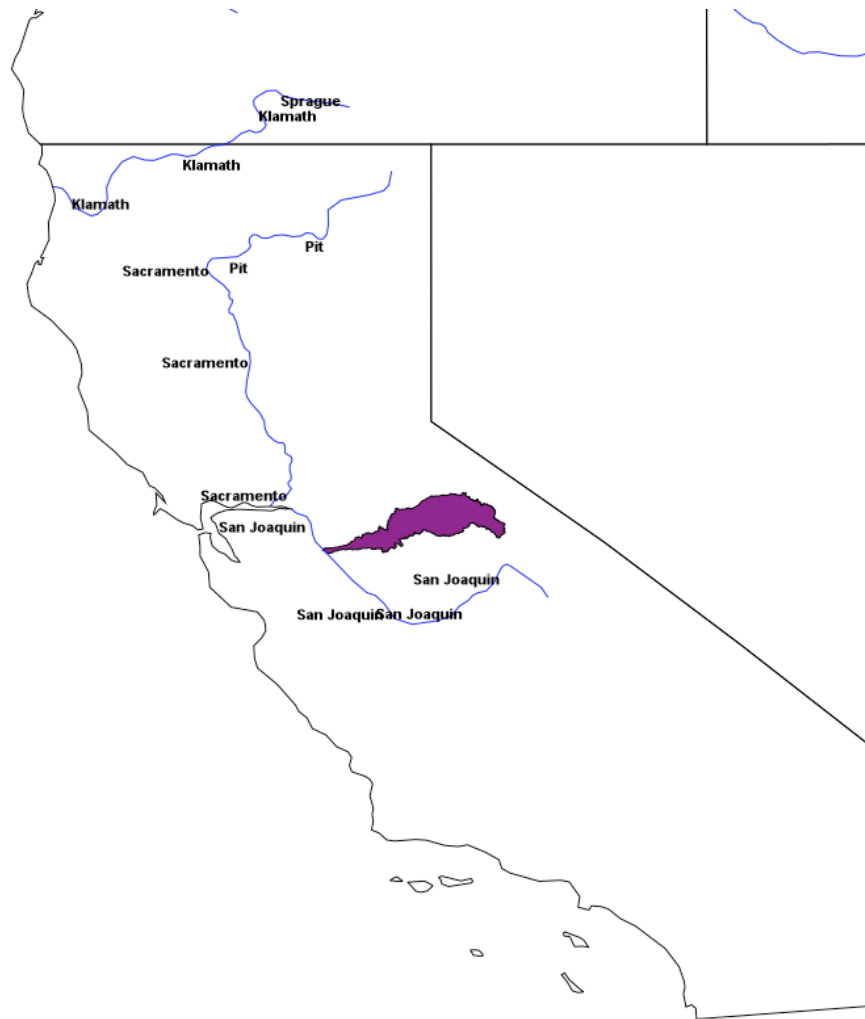 Sprague
Klamath
Klamath
Klamath
Pit
Pit
Sacramento
Sacramento
Sacramento
San Joaquin
San Joaquin
San Joaquin
San Joaquin